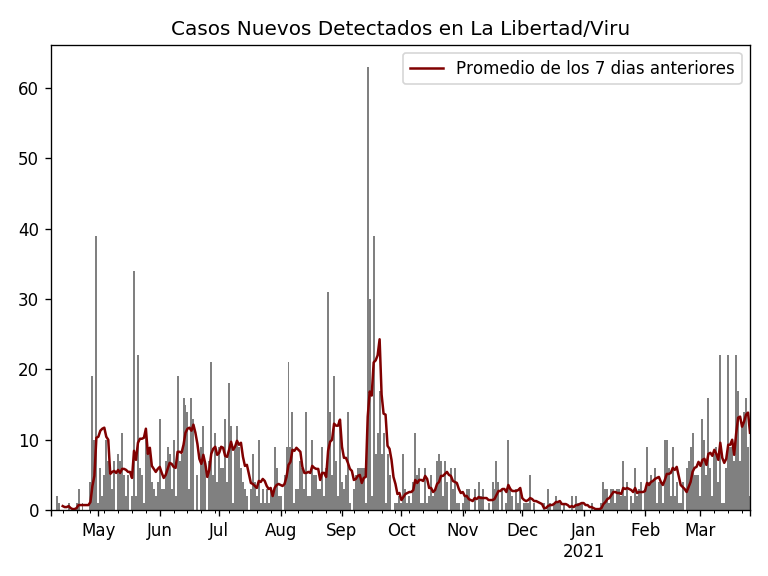 Casos Nuevos Detectados en La Libertad/Viru
Promedio de los 7 dias anteriores
60
50
40
30
20
10
0
May Jun Jul Aug Sep Oct Nov Dec Jan Feb Mar
2021